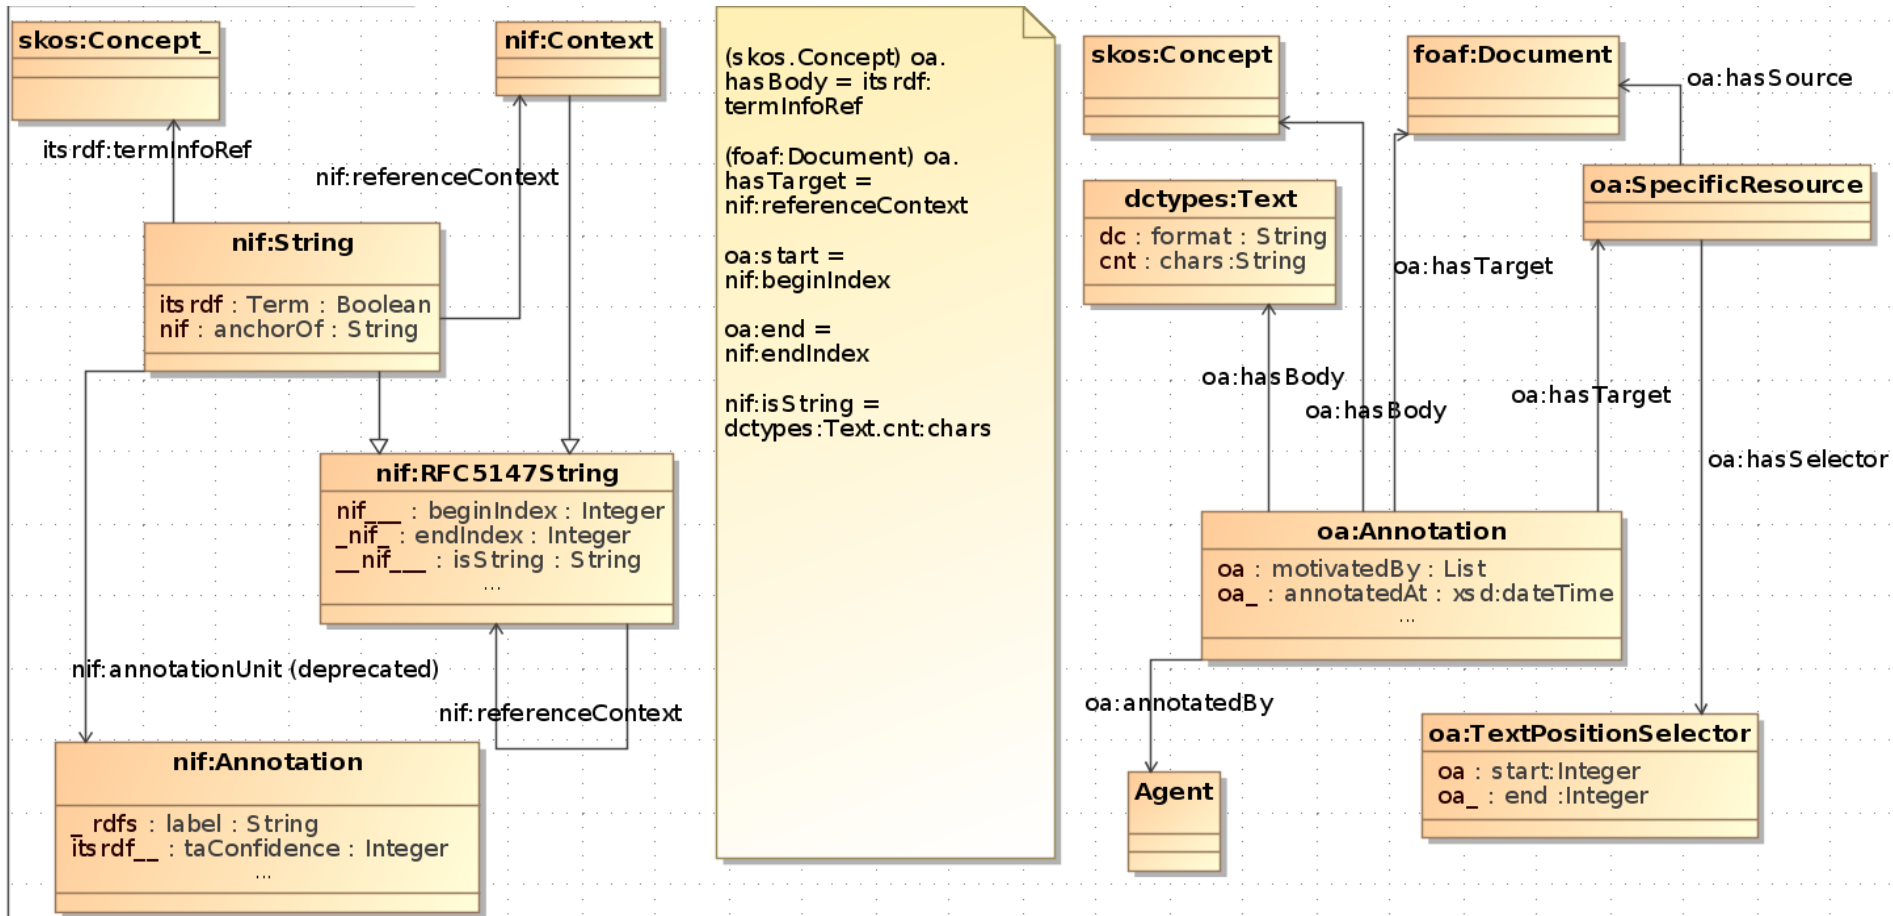 skos:Concept_
nif:Context
itsrdf:termInfoRef
nif:referenceContext
nif:String
itsrdf : Term : Boolean
nif : anchorOf : String
nif:RFC5147String
nif___ : beginIndex : Integer
_nif_ : endIndex : Integer
__nif___ : isString : String
...
nif:annotationUnit (deprecated)
nif:referenceContext
nif:Annotation
_ rdfs : label : String
itsrdf__ : taConfidence : Integer
...
(skos.Concept) oa.
hasBody = itsrdf:
termInfoRef
(foaf:Document) oa.
hasTarget =
nif:referenceContext
oa:start =
nif:beginIndex
oa:end =
nif:endIndex
nif:isString =
dctypes:Text.cnt:chars
skos:Concept
foaf:Document
oa:hasSource
dctypes:Text
dc : format : String
cnt : chars:String
oa:SpecificResource
oa:hasTarget
oa:hasBody
oa:hasBody
oa:hasTarget
oa:hasSelector
oa:Annotation
oa : motivatedBy : List
oa_ : annotatedAt : xsd:dateTime
...
oa:annotatedBy
Agent
oa:TextPositionSelector
oa : start:Integer
oa_ : end :Integer